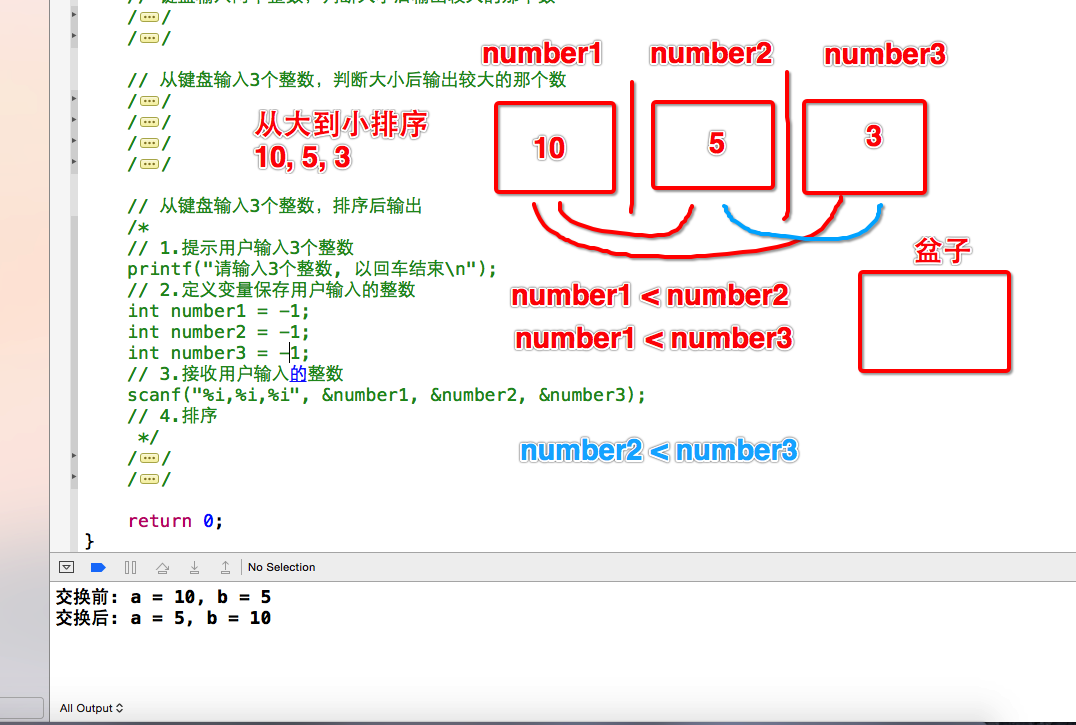 // 从键盘输入3个整数，判断大小后输出较大的那个数
从大到小排序
10, 5, 3
number1
number2
number3
10
5
3
// 从键盘输入3个整数，排序后输出
/*
// 1.提示用户输入3个整数
printf("请输入3个整数, 以回车结束\n");
// 2.定义变量保存用户输入的整数
int number1 = -1;
int number2 = -1;
int number3 = -1;
// 3.接收用户输入的整数
scanf("%i,%i,%i", &number1, &number2, &number3);
// 4.排序
*/
盆子
number1 < number2
number1 < number3
number2 < number3
return 0;
}
No Selection
交换前: a = 10, b = 5
交换后: a = 5, b = 10
All Output